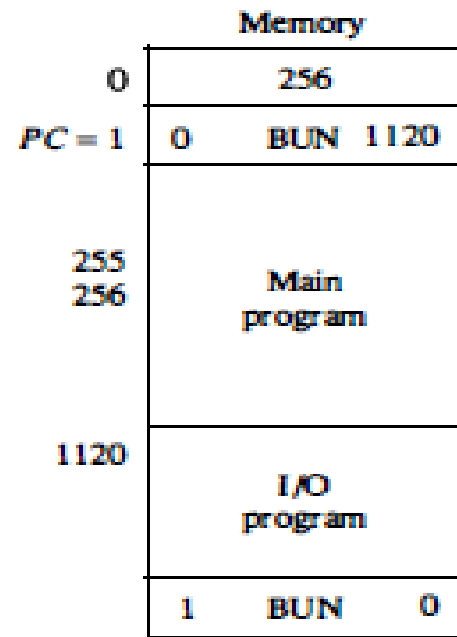 Memory
0 256
PC = 1 0 BUN 1120
255
256
Main
program
1120
I/O
program
1 BUN 0